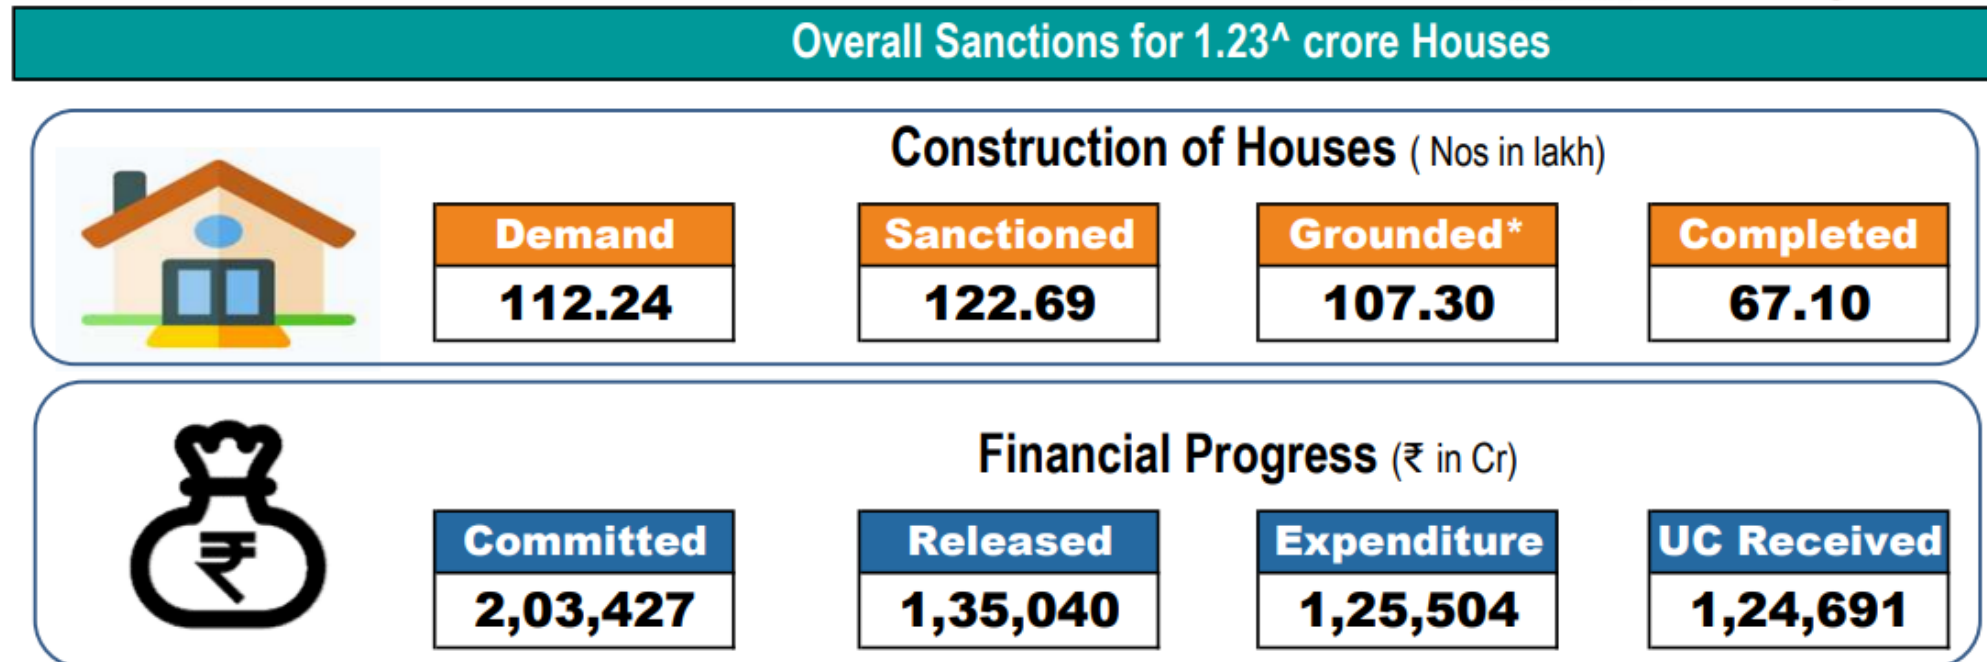 Overall Sanctions for 1.23^ crore Houses
Construction of Houses ( Nos in lakh)
Demand Sanctioned Grounded* Completed
112.24 122.69 107.30 67.10
Financial Progress (₹ in Cr)
₹
Committed Released Expenditure UC Received
2,03,427 1,35,040 1,25,504 1,24,691